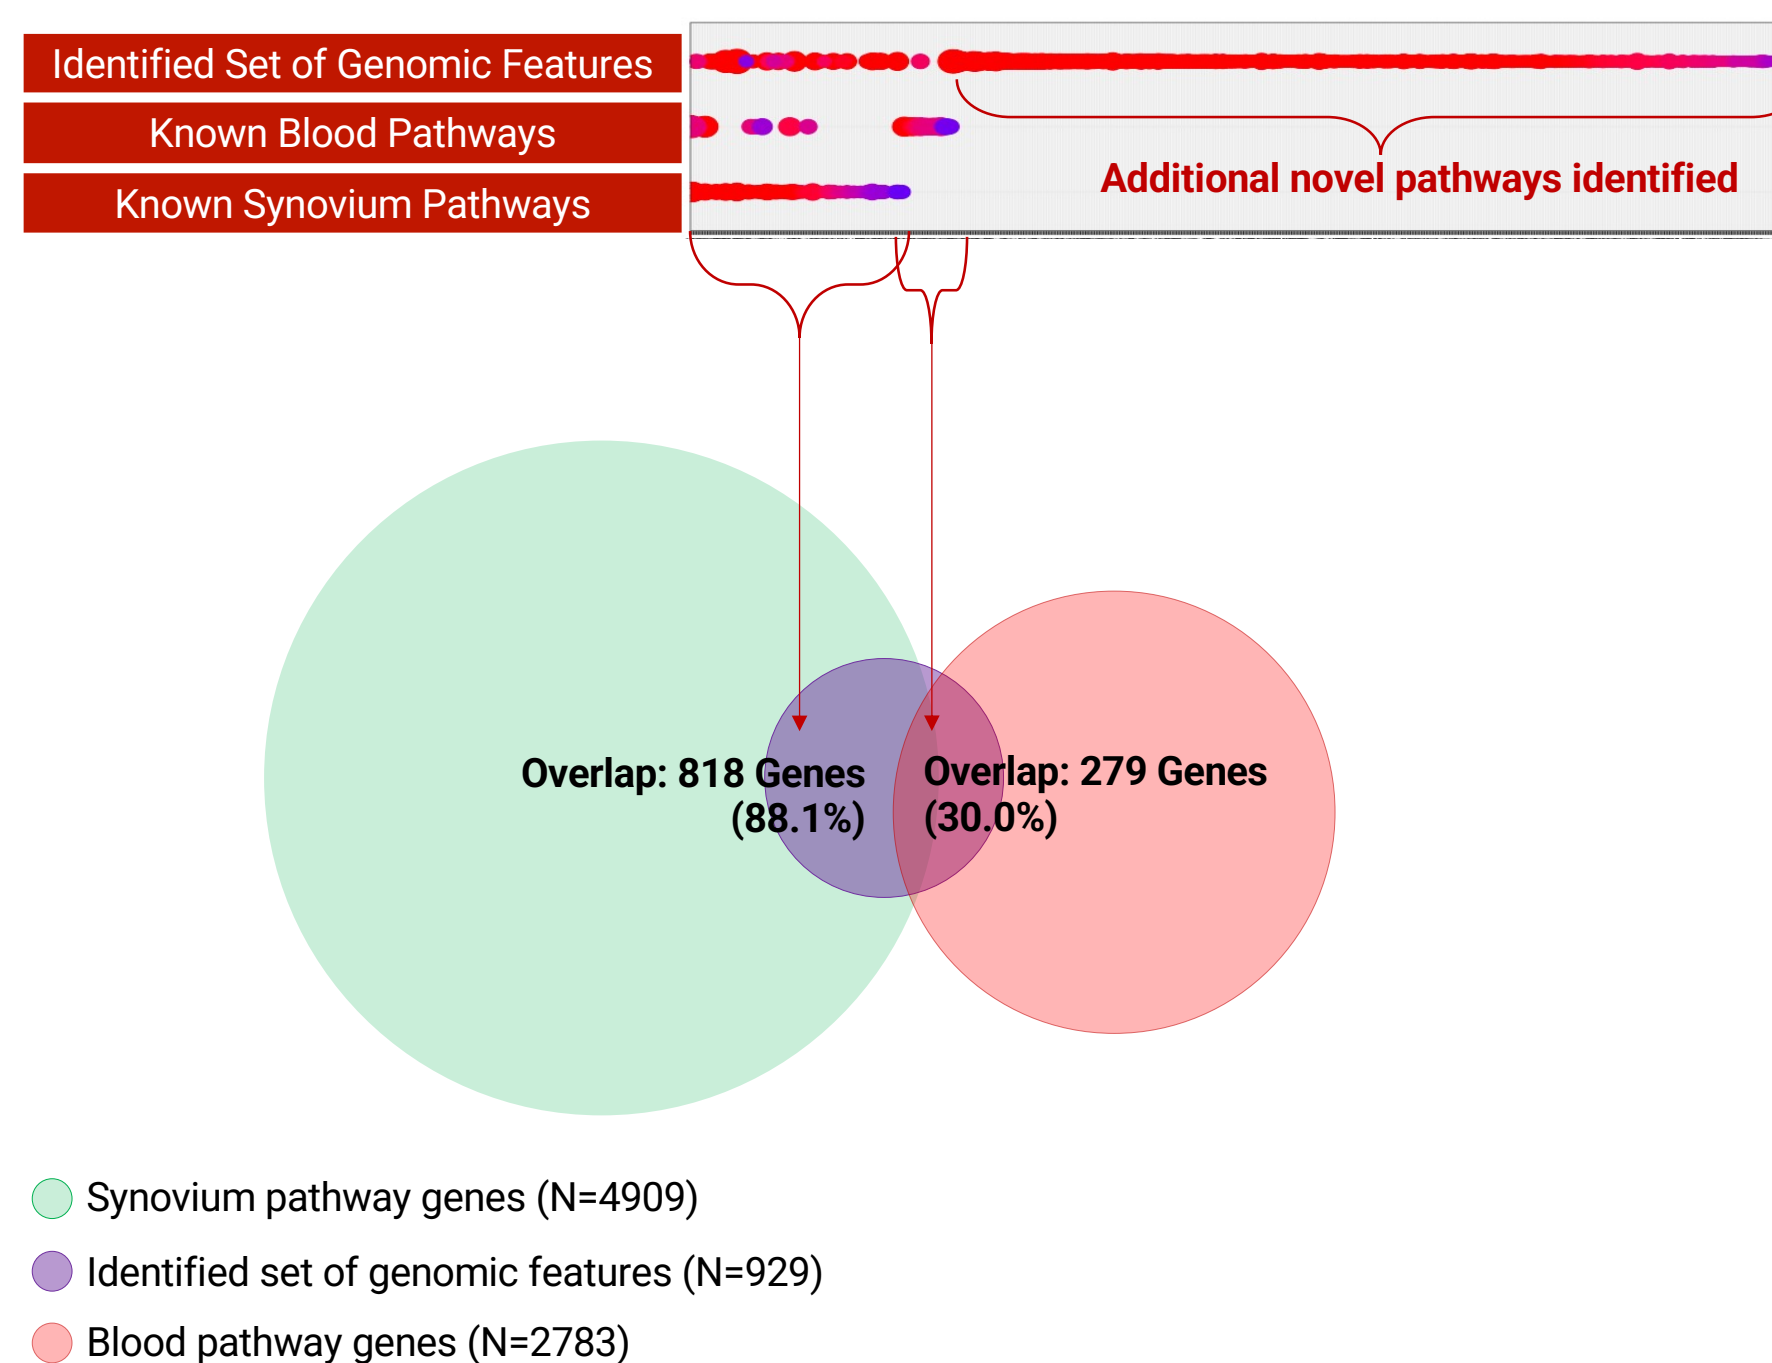 Identified Set of Genomic Features
Known Blood Pathways
Known Synovium Pathways
Additional novel pathways identified
Overlap: 818 Genes
(88.1%)
Overlap: 279 Genes
(30.0%)
Synovium pathway genes (N=4909)
Identified set of genomic features (N=929)
Blood pathway genes (N=2783)